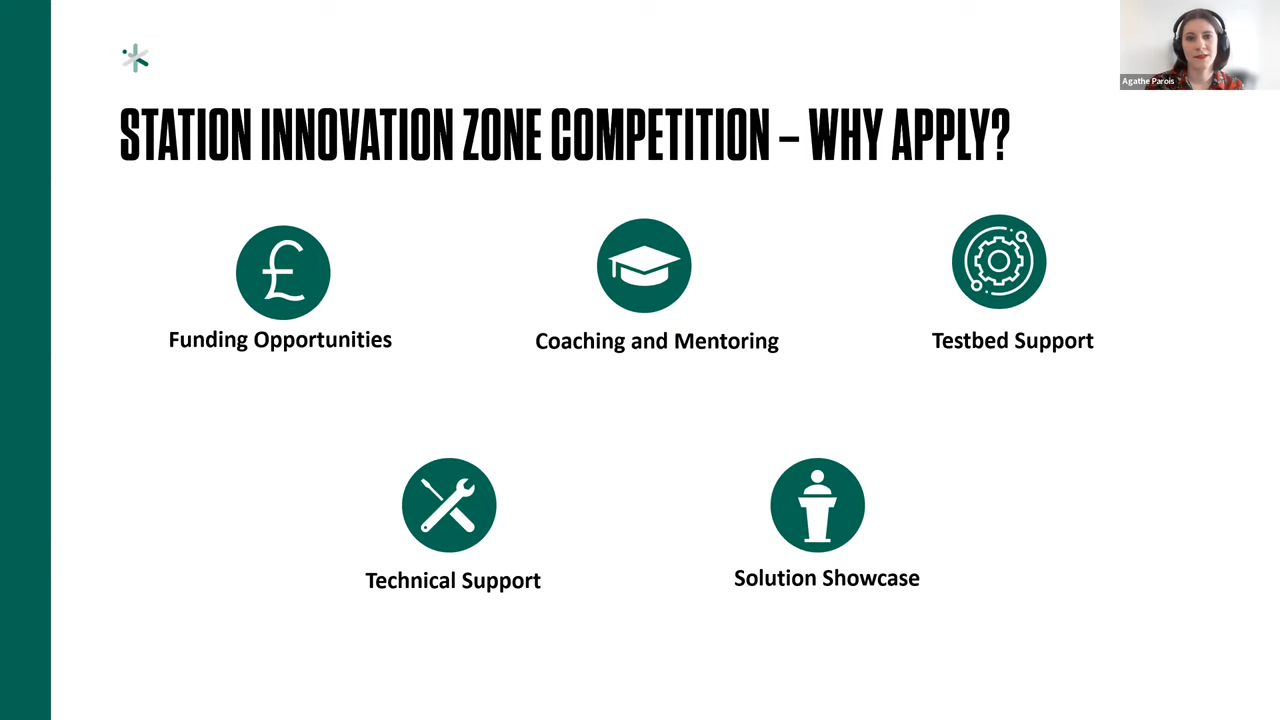 Agathe Parois
STATION INNOVATION ZONE COMPETITION – WHY APPLY?
£
Funding Opportunities
Coaching and Mentoring
Testbed Support
Technical Support
Solution Showcase